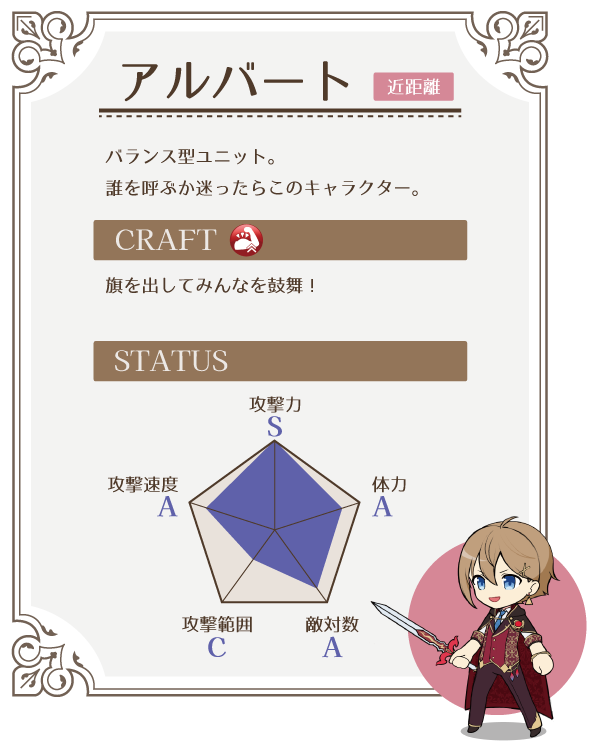 アルバート
近距離
バランス型ユニット。
誰を呼ぶか迷ったらこのキャラクター。
CRAFT
旗を出してみんなを鼓舞！
STATUS
攻撃力
S
攻撃速度
A
体力
A
攻撃範囲
C
敵対数
A